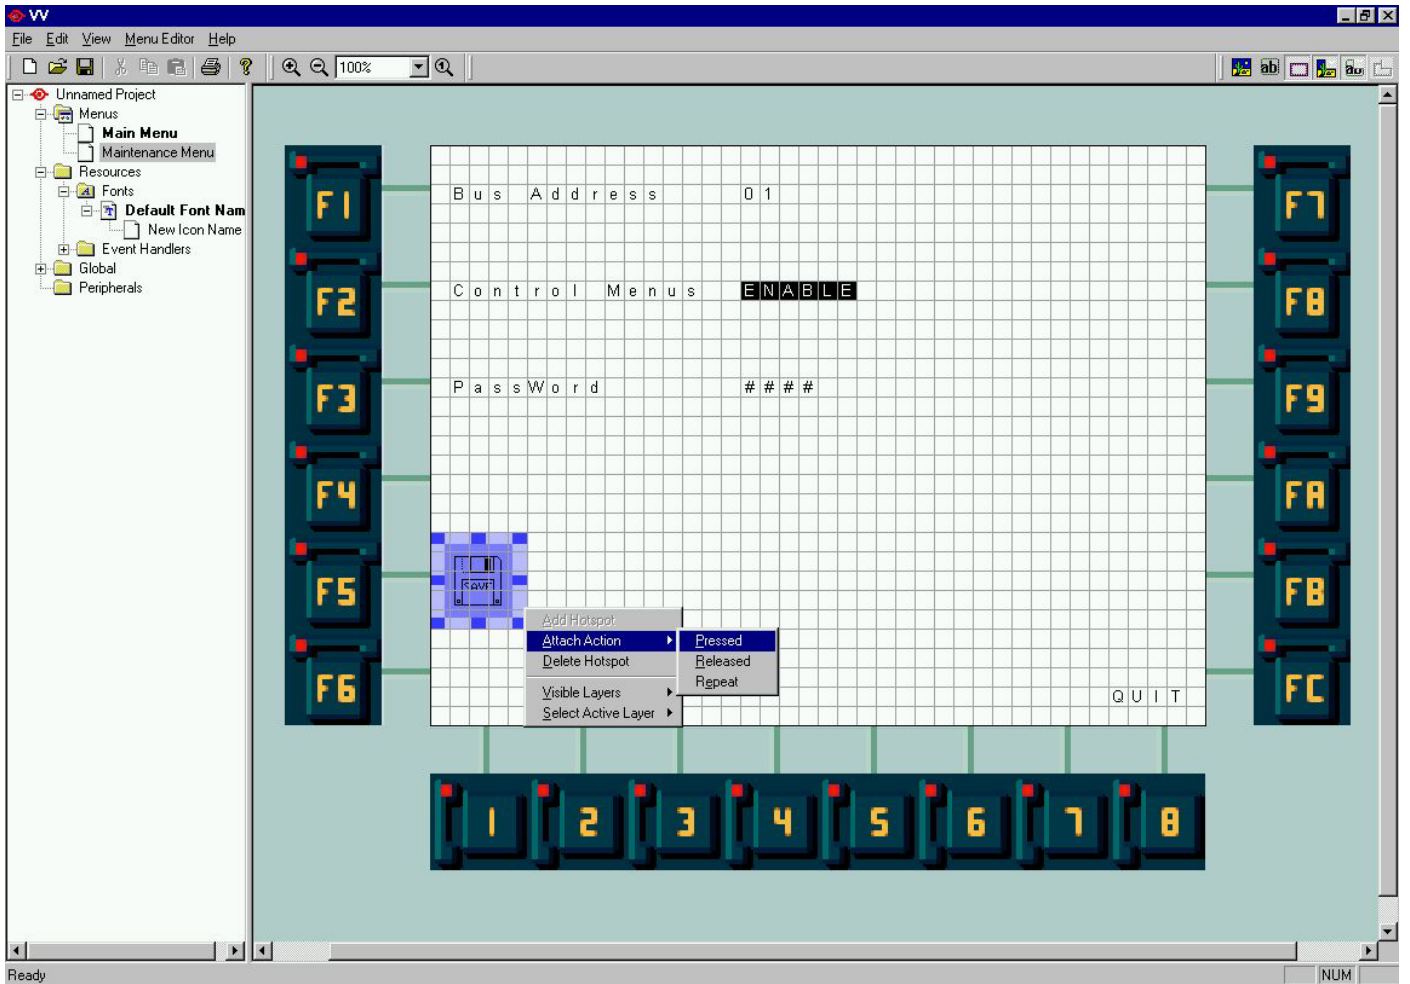 VV
File Edit View Menu Editor Help
100%
ab
Unnamed Project
Menus
Main Menu
Maintenance Menu
Resources
Fonts
Default Font Nam
New Icon Name
Event Handlers
Global
Peripherals
F1
F2
F3
F4
F5
F6
Bus Address 01
Control Menus ENABLE
PassWord ####
SAVE
Add Hotspot
Attach Action
Delete Hotspot
Visible Layers
Select Active Layer
Pressed
Released
Repeat
QUIT
F7
F8
F9
FA
FB
FC
1 2 3 4 5 6 7 8
Ready
NUM